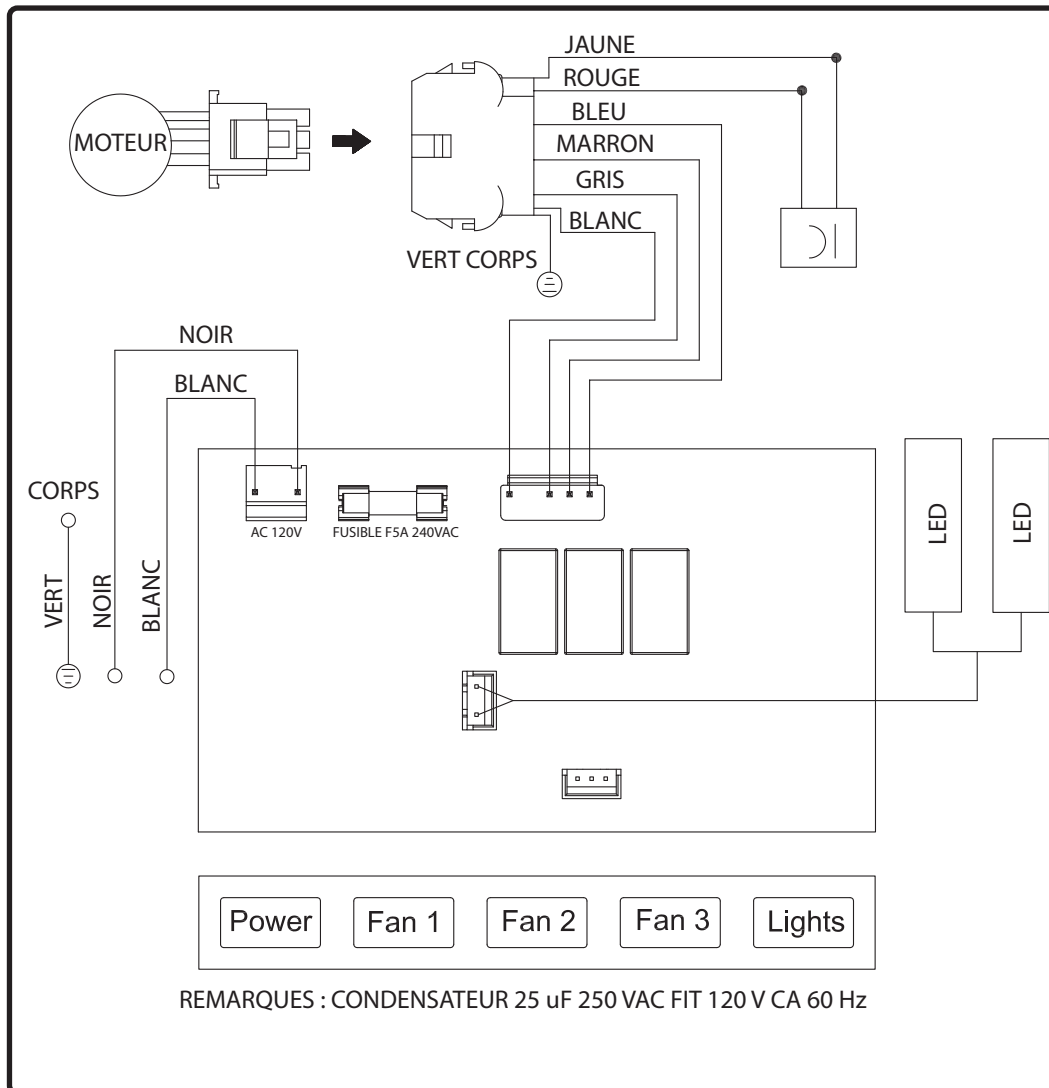 JAUNE
ROUGE
BLEU
MARRON
GRIS
BLANC
MOTEUR
VERT CORPS
NOIR
BLANC
CORPS
VERT
NOIR
BLANC
AC 120V
FUSIBLE F5A 240VAC
LED
LED
Power
Fan 1
Fan 2
Fan 3
Lights
REMARQUES : CONDENSATEUR 25 uF 250 VAC FIT 120 V CA 60 Hz